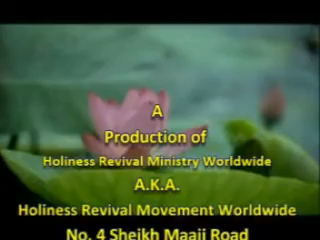 A
Production of
Holiness Revival Ministry Worldwide
A.K.A.
Holiness Revival Movement Worldwide
No. 4 Sheikh Maaji Road